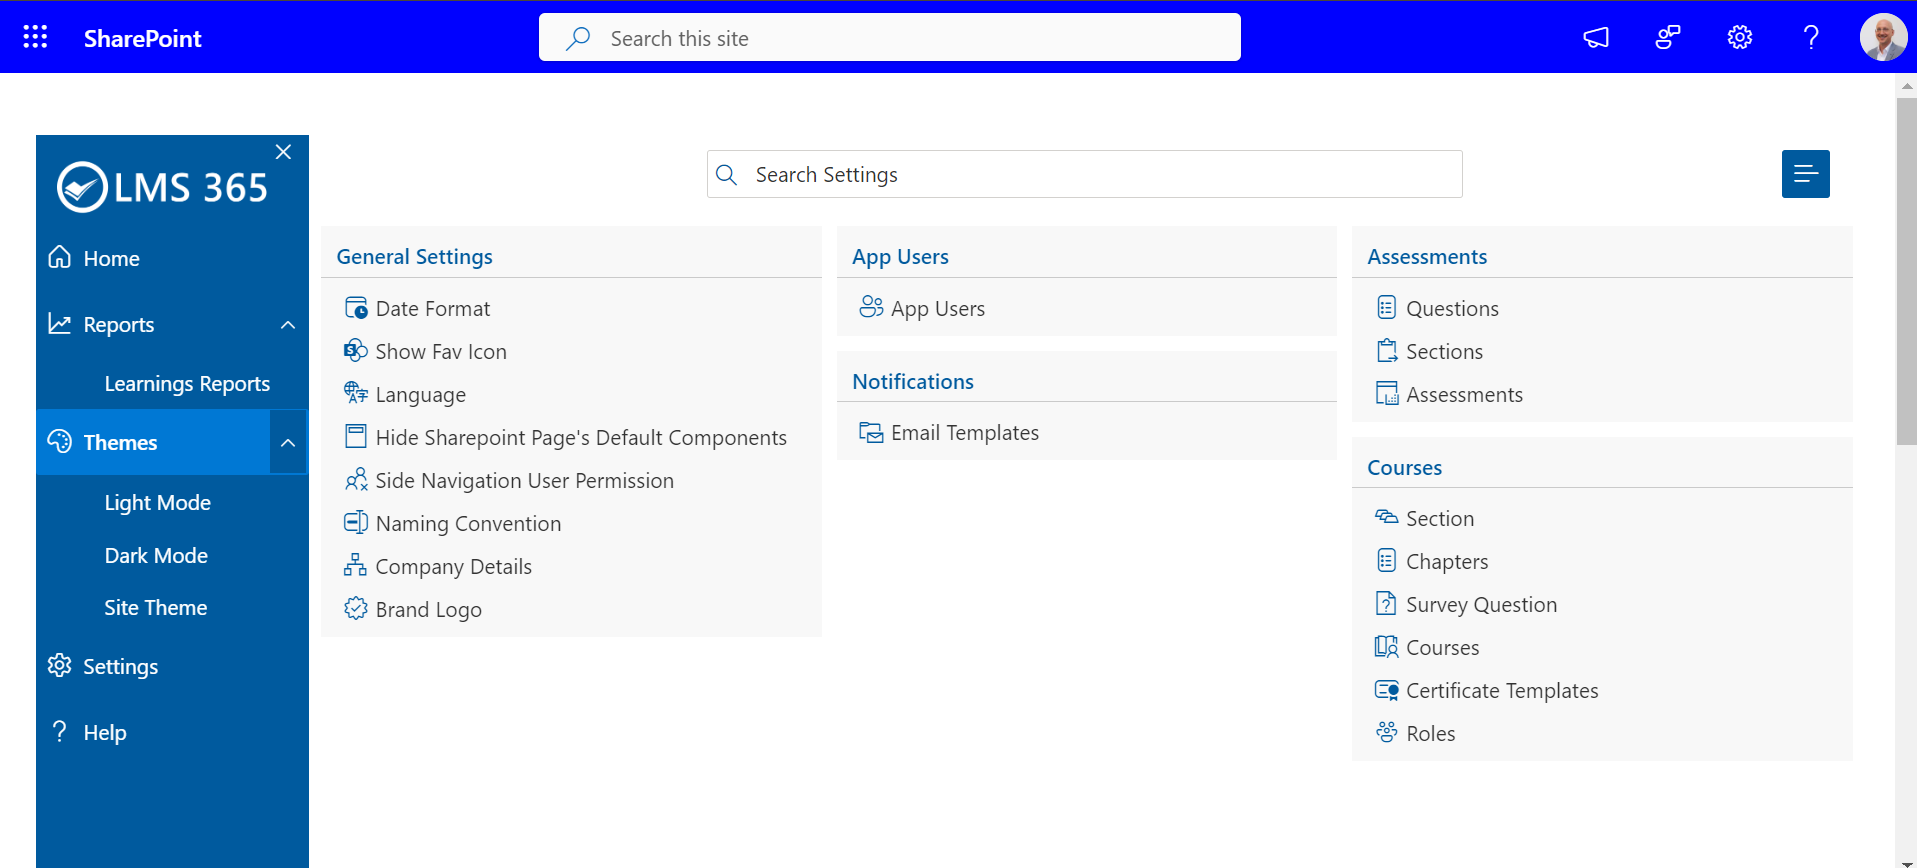 SharePoint
Search this site
LMS 365
Home
Reports
Learnings Reports
Themes
Light Mode
Dark Mode
Site Theme
Settings
Help
Search Settings
General Settings
Date Format
Show Fav Icon
Language
Hide Sharepoint Page's Default Components
Side Navigation User Permission
Naming Convention
Company Details
Brand Logo
App Users
App Users
Notifications
Email Templates
Assessments
Questions
Sections
Assessments
Courses
Section
Chapters
Survey Question
Courses
Certificate Templates
Roles